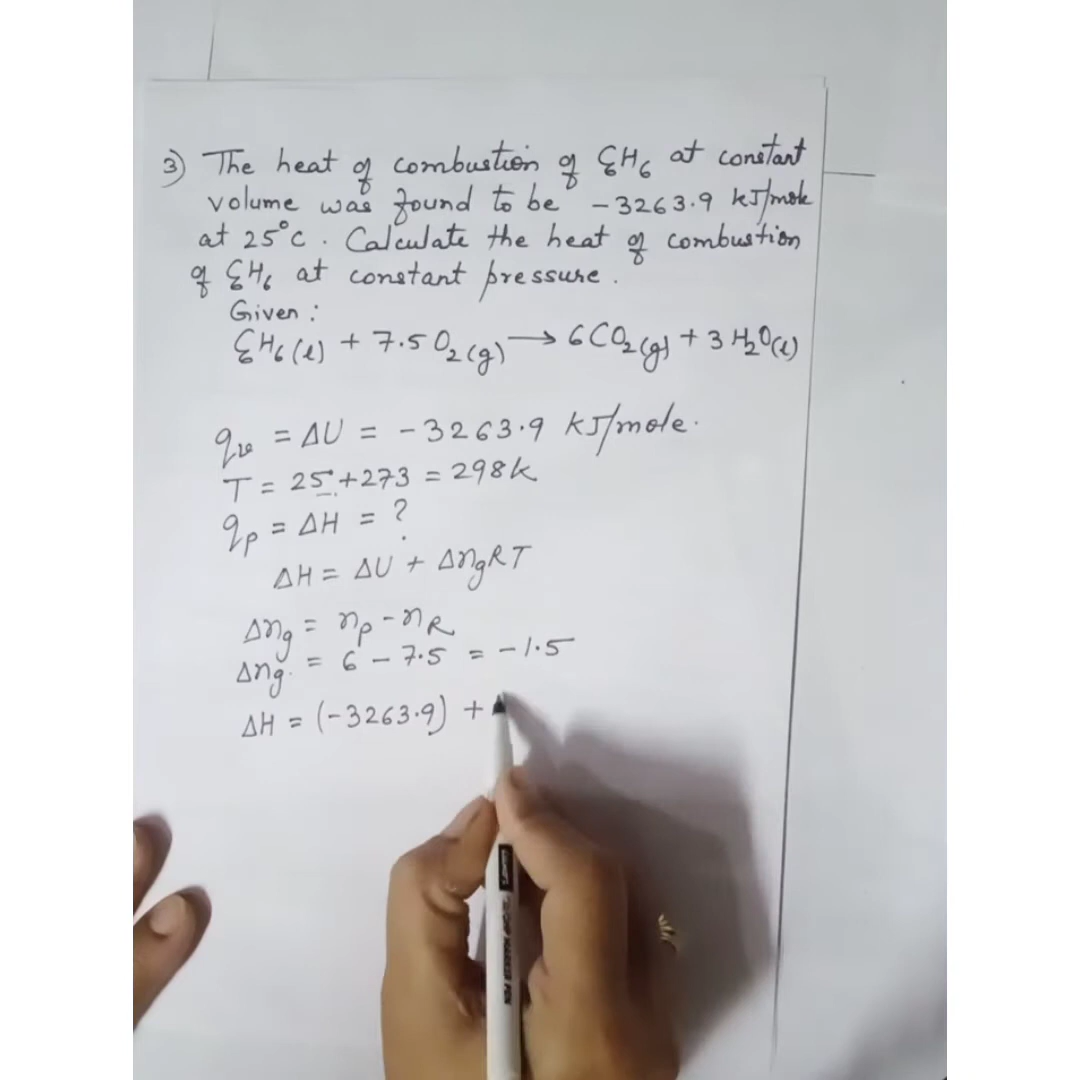 3) The heat of combustion of C6H6 at constant
volume was found to be -3263.9 kJ/mole
at 25°C. Calculate the heat of combustion
of C6H6 at constant pressure.
Given :
C6H6(l) + 7.5 O2(g) → 6CO2(g) + 3H2O(l)
qv = ΔU = -3263.9 kJ/mole.
T = 25+273 = 298k
qp = ΔH = ?
ΔH = ΔU + ΔngRT
Δng = nP - nR
Δng = 6 - 7.5 = -1.5
ΔH = (-3263.9) +
MARKER PEN